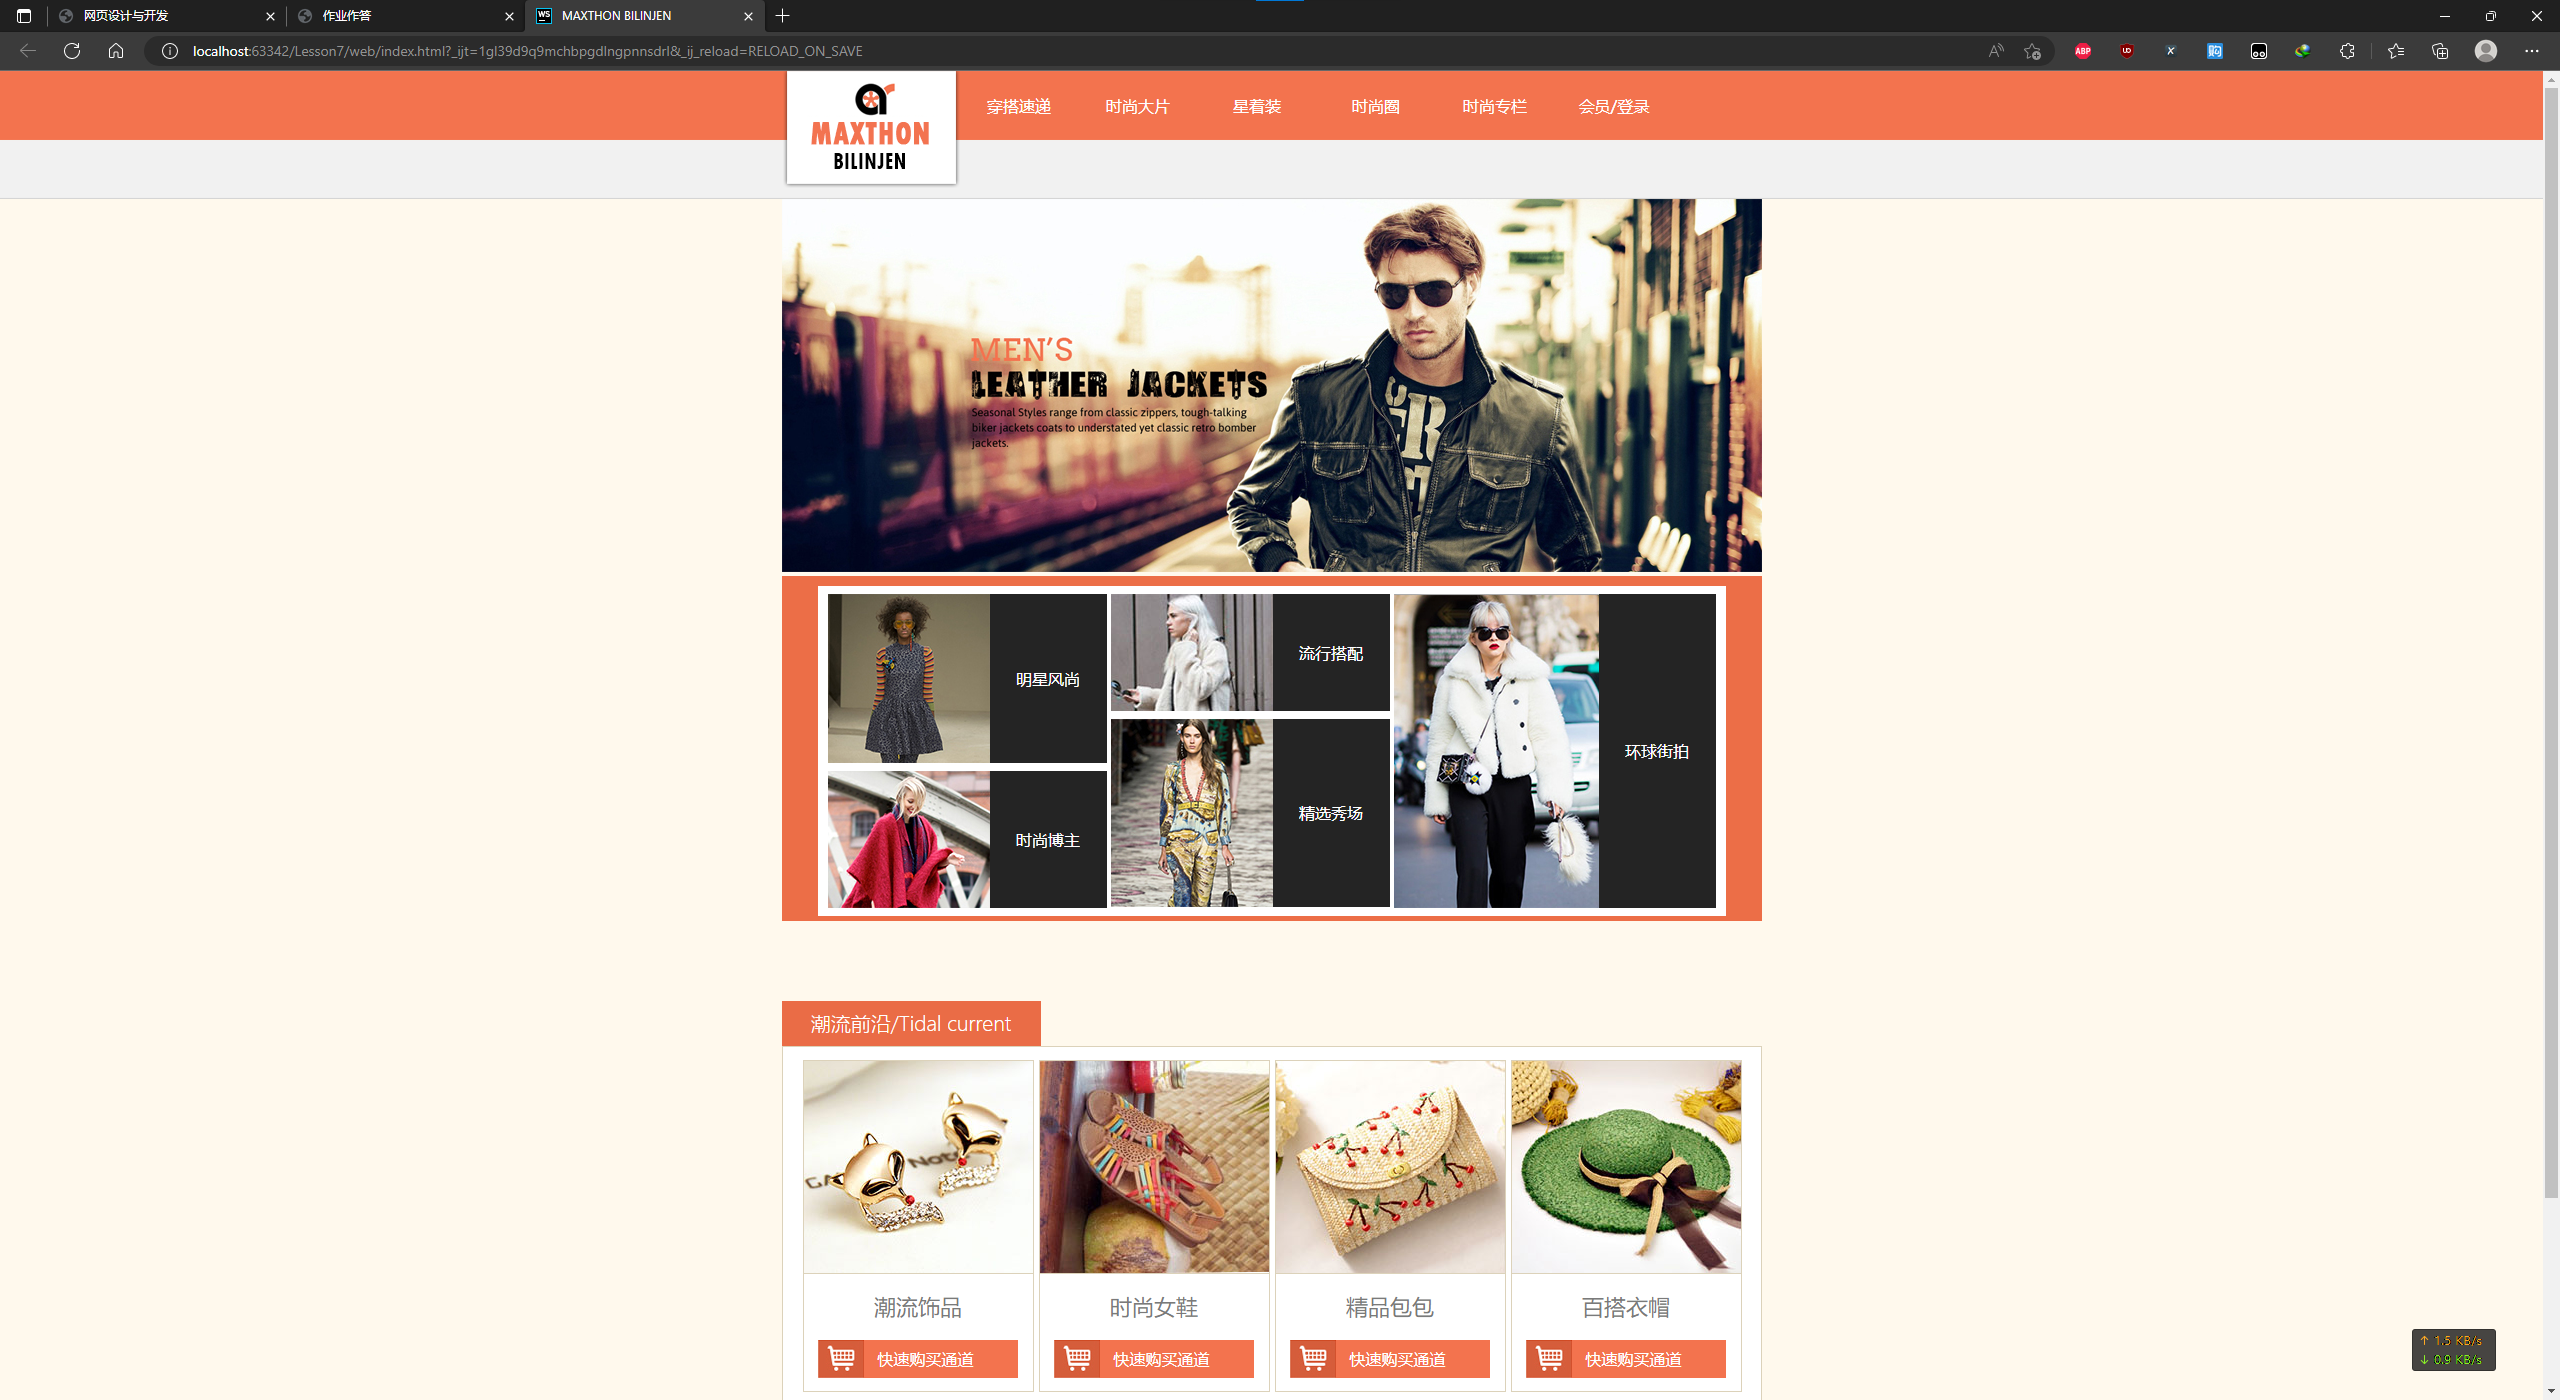 网页设计与开发
作业作答
WS MAXTHON BILINJEN
localhost:63342/Lesson7/web/index.html?_ijt=1gl39d9q9mchbpgdlngpnnsdrl&_ij_reload=RELOAD_ON_SAVE
ABP
MAXTHON
BILINJEN
穿搭速递 时尚大片 星着装 时尚圈 时尚专栏 会员/登录
MEN'S
LEATHER JACKETS
Seasonal Styles range from classic zippers, tough-talking
biker jackets coats to understated yet classic retro bomber
jackets.
明星风尚
时尚博主
流行搭配
精选秀场
环球街拍
潮流前沿/Tidal current
潮流饰品 时尚女鞋 精品包包 百搭衣帽
快速购买通道 快速购买通道 快速购买通道 快速购买通道
↑ 1.5 KB/s
↓ 0.9 KB/s